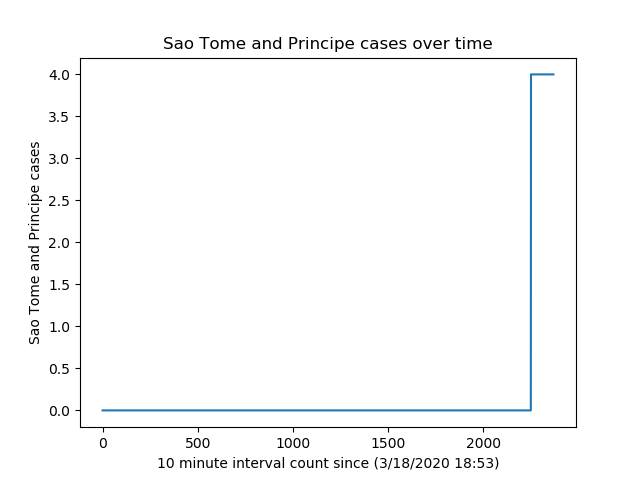 Sao Tome and Principe cases over time
4.0
3.5
3.0
2.5
2.0
1.5
1.0
0.5
0.0
Sao Tome and Principe cases
0 500 1000 1500 2000
10 minute interval count since (3/18/2020 18:53)